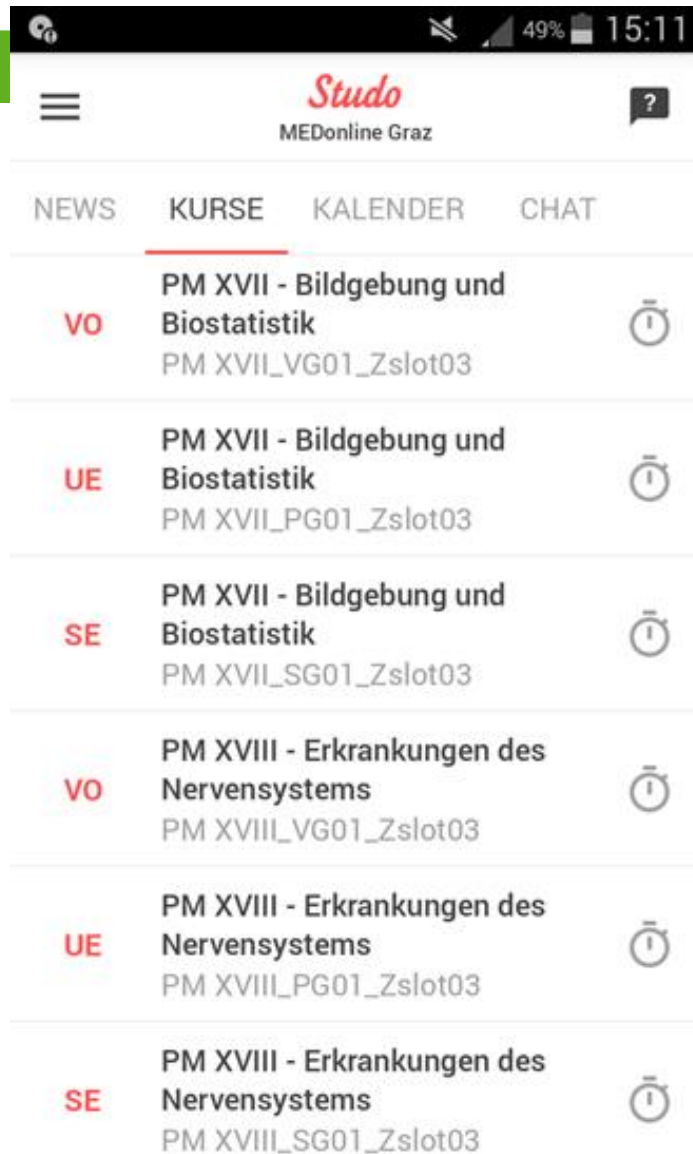 49% 15:11
Studo
?
MEDonline Graz
NEWS KURSE KALENDER CHAT
PM XVII - Bildgebung und
VO Biostatistik
PM XVII_VG01_Zslot03
PM XVII - Bildgebung und
UE Biostatistik
PM XVII_PG01_Zslot03
PM XVII - Bildgebung und
SE Biostatistik
PM XVII_SG01_Zslot03
PM XVIII - Erkrankungen des
VO Nervensystems
PM XVIII_VG01_Zslot03
PM XVIII - Erkrankungen des
UE Nervensystems
PM XVIII_PG01_Zslot03
PM XVIII - Erkrankungen des
SE Nervensystems
PM XVIII_SG01_Zslot03